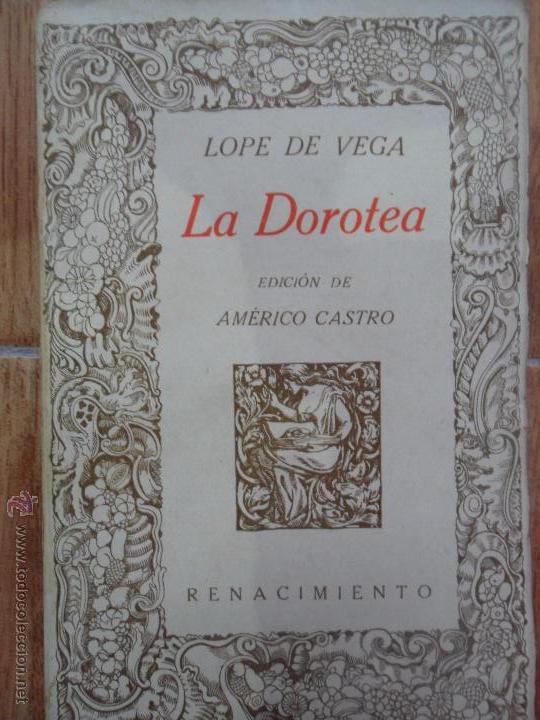 LOPE DE VEGA
La Dorotea
EDICIÓN DE
AMÉRICO CASTRO
RENACIMIENTO
© www.todocoleccion.net